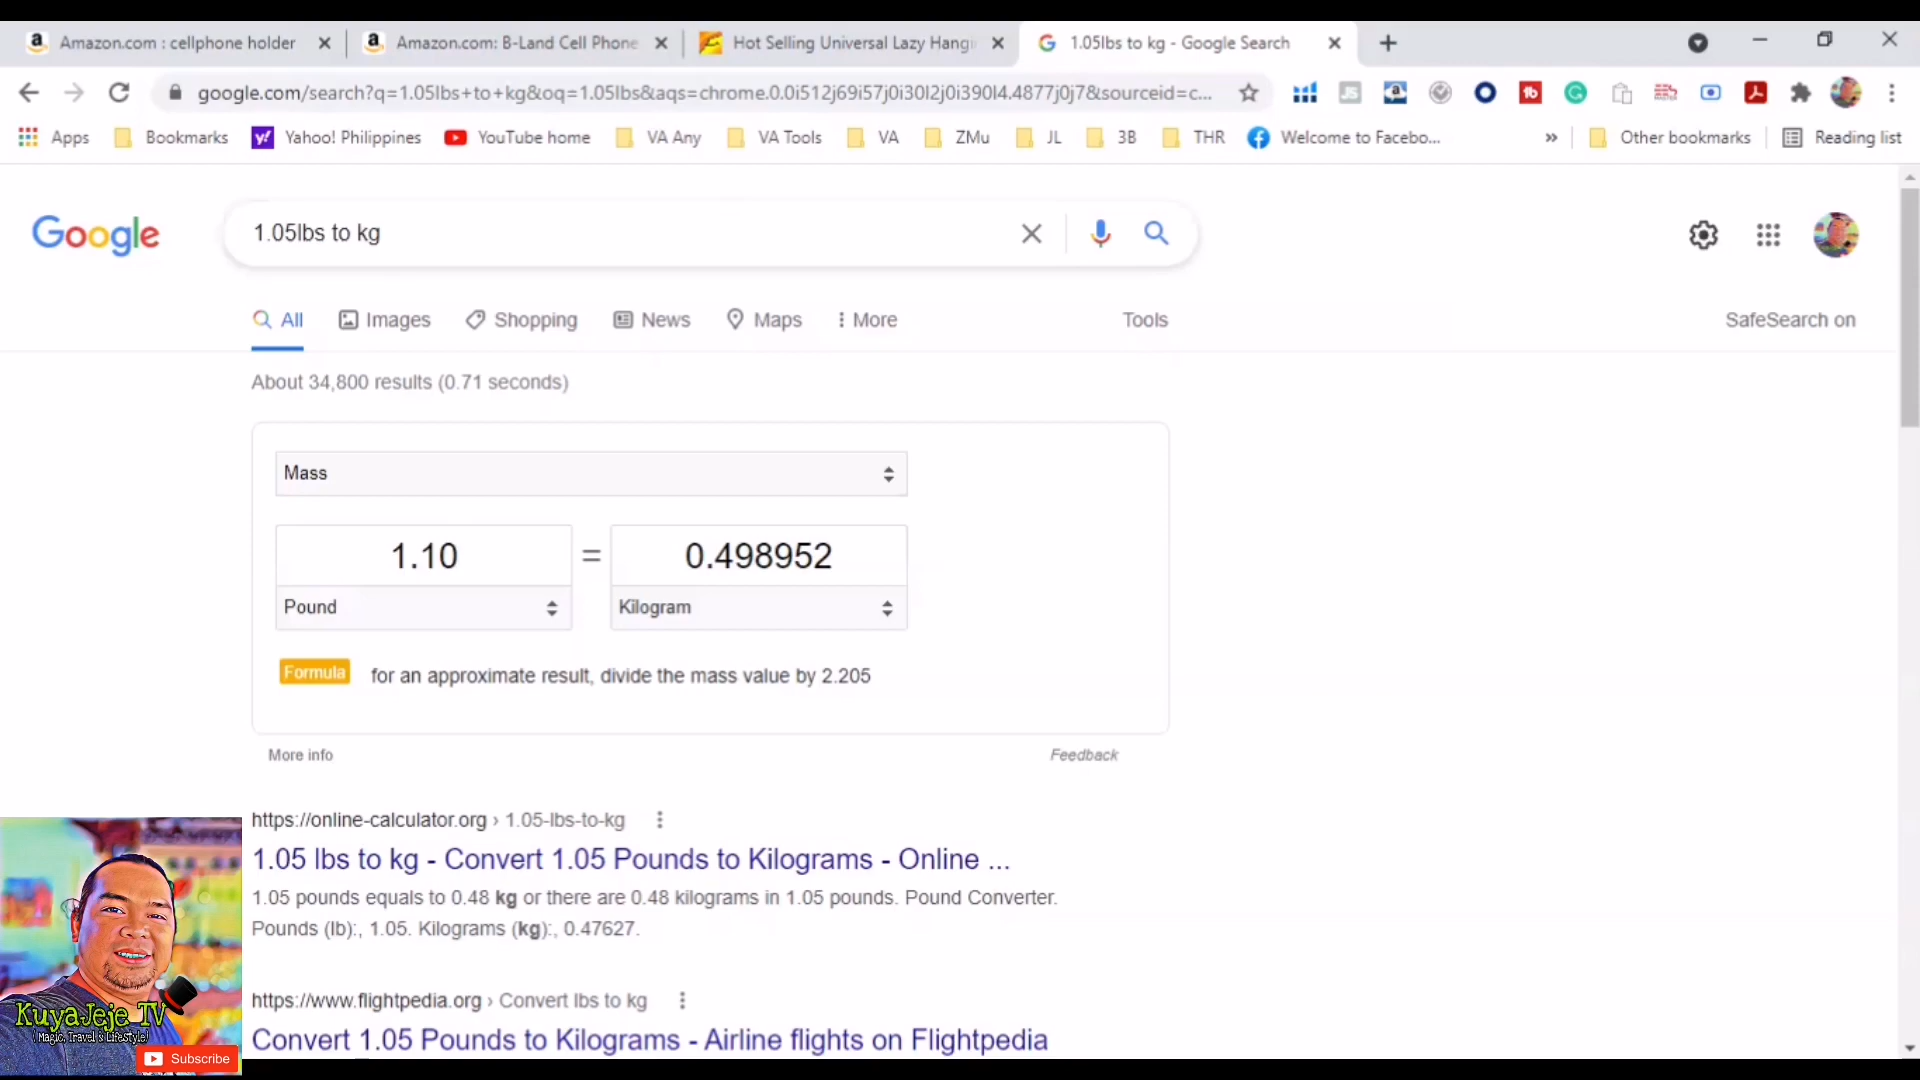 Amazon.com : cellphone holder
Amazon.com: B-Land Cell Phone
Hot Selling Universal Lazy Hangi
1.05lbs to kg - Google Search
google.com/search?q=1.05lbs+to+kg&oq=1.05lbs&aqs=chrome.0.0i512j69i57j0i30l2j0i390l4.4877j0j7&sourceid=c...
Apps
Bookmarks
Yahoo! Philippines
YouTube home
VA Any
VA Tools
VA
ZMu
JL
3B
THR
Welcome to Facebo...
»
Other bookmarks
Reading list
Google
1.05lbs to kg
All
Images
Shopping
News
Maps
More
Tools
SafeSearch on
About 34,800 results (0.71 seconds)
Mass
1.10 = 0.498952
Pound
Kilogram
Formula for an approximate result, divide the mass value by 2.205
More info
Feedback
https://online-calculator.org › 1.05-lbs-to-kg
1.05 lbs to kg - Convert 1.05 Pounds to Kilograms - Online ...
1.05 pounds equals to 0.48 kg or there are 0.48 kilograms in 1.05 pounds. Pound Converter.
Pounds (lb):, 1.05. Kilograms (kg):, 0.47627.
https://www.flightpedia.org › Convert lbs to kg
Convert 1.05 Pounds to Kilograms - Airline flights on Flightpedia
KuyaJeje TV
(Magic, Travel & LifeStyle)
Subscribe